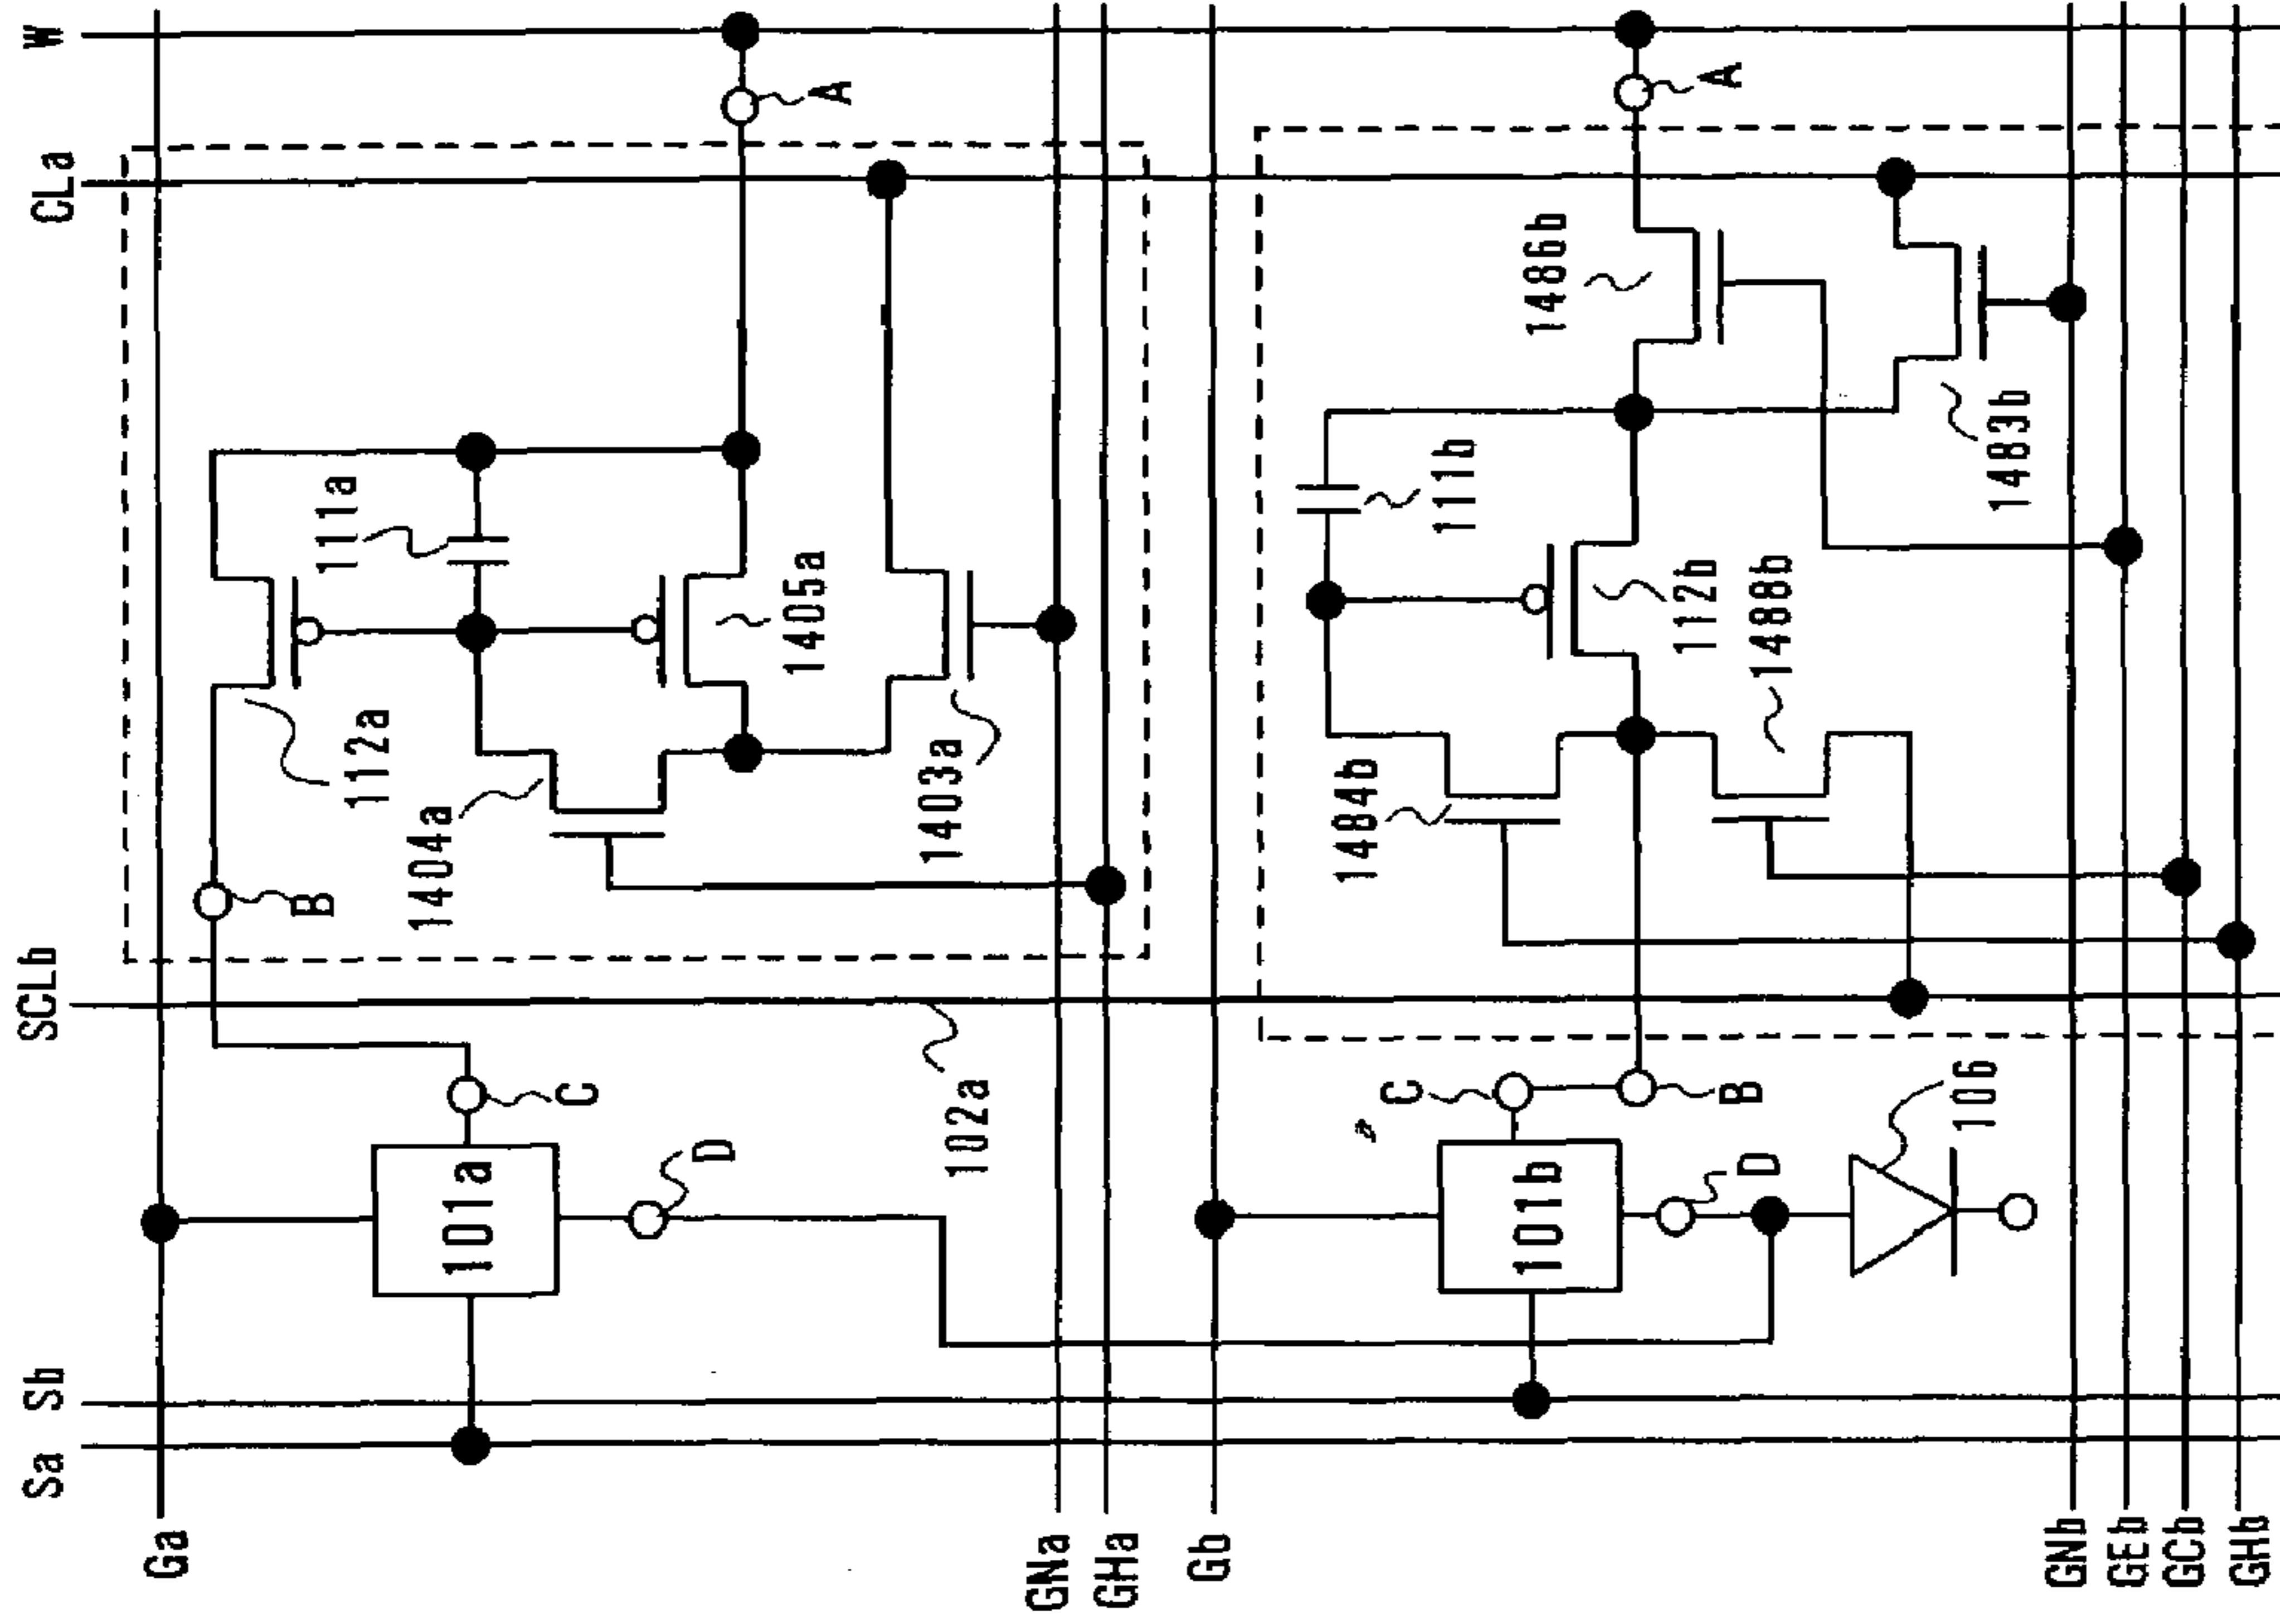 Sa
Sb
SCLb
CLa
W
Ga
101a
C
D
B
112a
111a
1404a
1405a
1403a
A
102a
GNa
GHa
Gb
101b
C
B
D
106
1484b
1488b
112b
111b
1486b
1483b
A
GNb
GEb
GCb
GHb